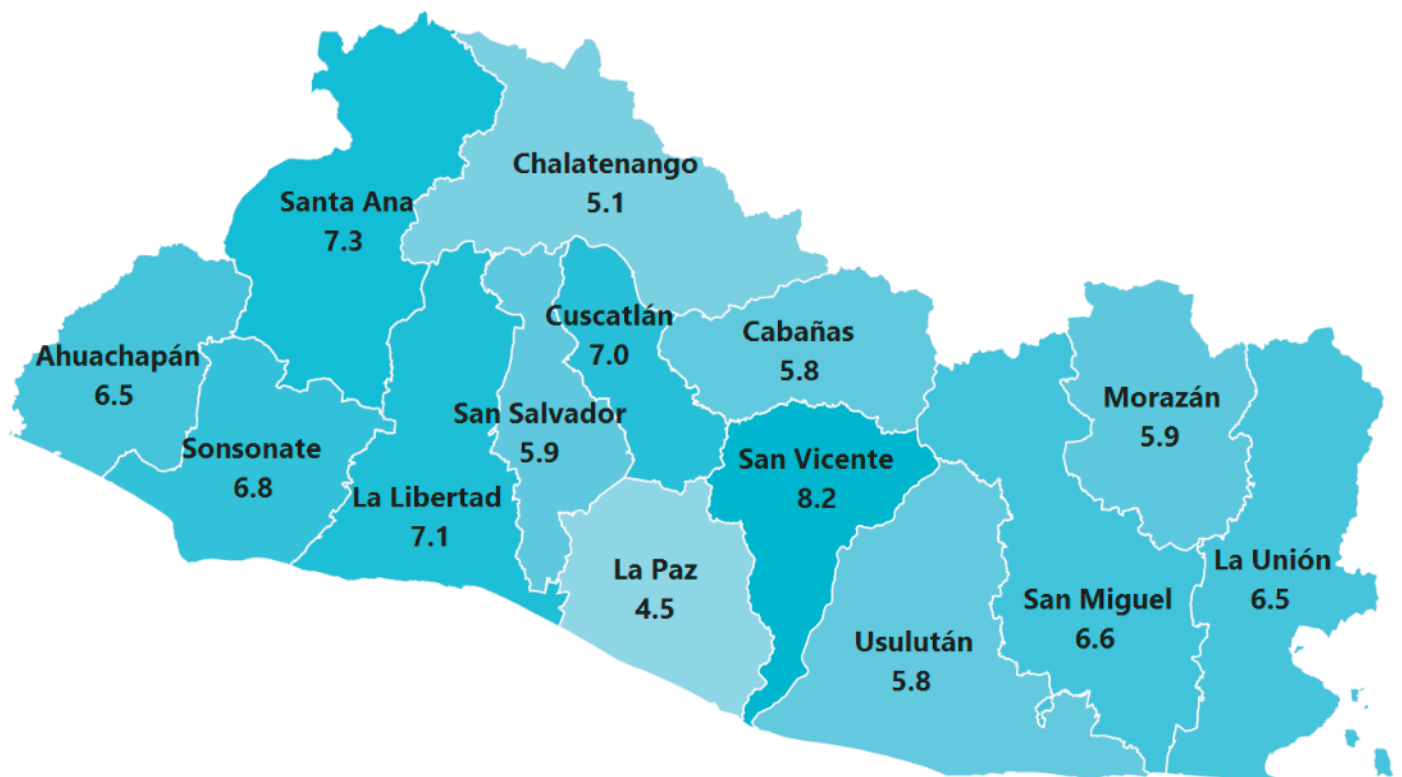 Chalatenango
5.1
Santa Ana
7.3
Cuscatlán
7.0
Cabañas
5.8
Ahuachapán
6.5
Morazán
5.9
San Salvador
5.9
Sonsonate
6.8
San Vicente
8.2
La Libertad
7.1
La Unión
6.5
La Paz
4.5
San Miguel
6.6
Usulután
5.8